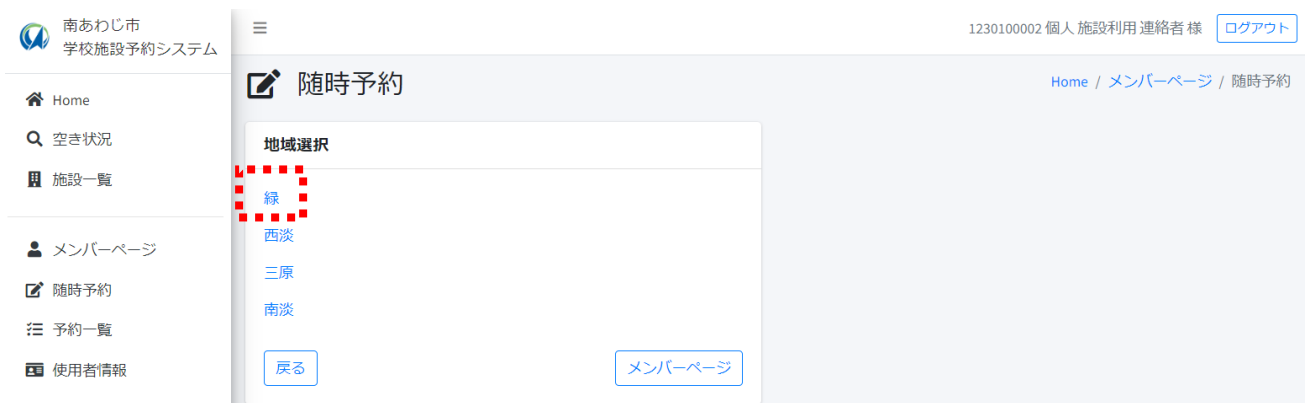 南あわじ市
学校施設予約システム
Home
空き状況
施設一覧
メンバーページ
随時予約
予約一覧
使用者情報
1230100002 個人 施設利用 連絡者 様
ログアウト
随時予約
Home / メンバーページ / 随時予約
地域選択
緑
西淡
三原
南淡
戻る
メンバーページ